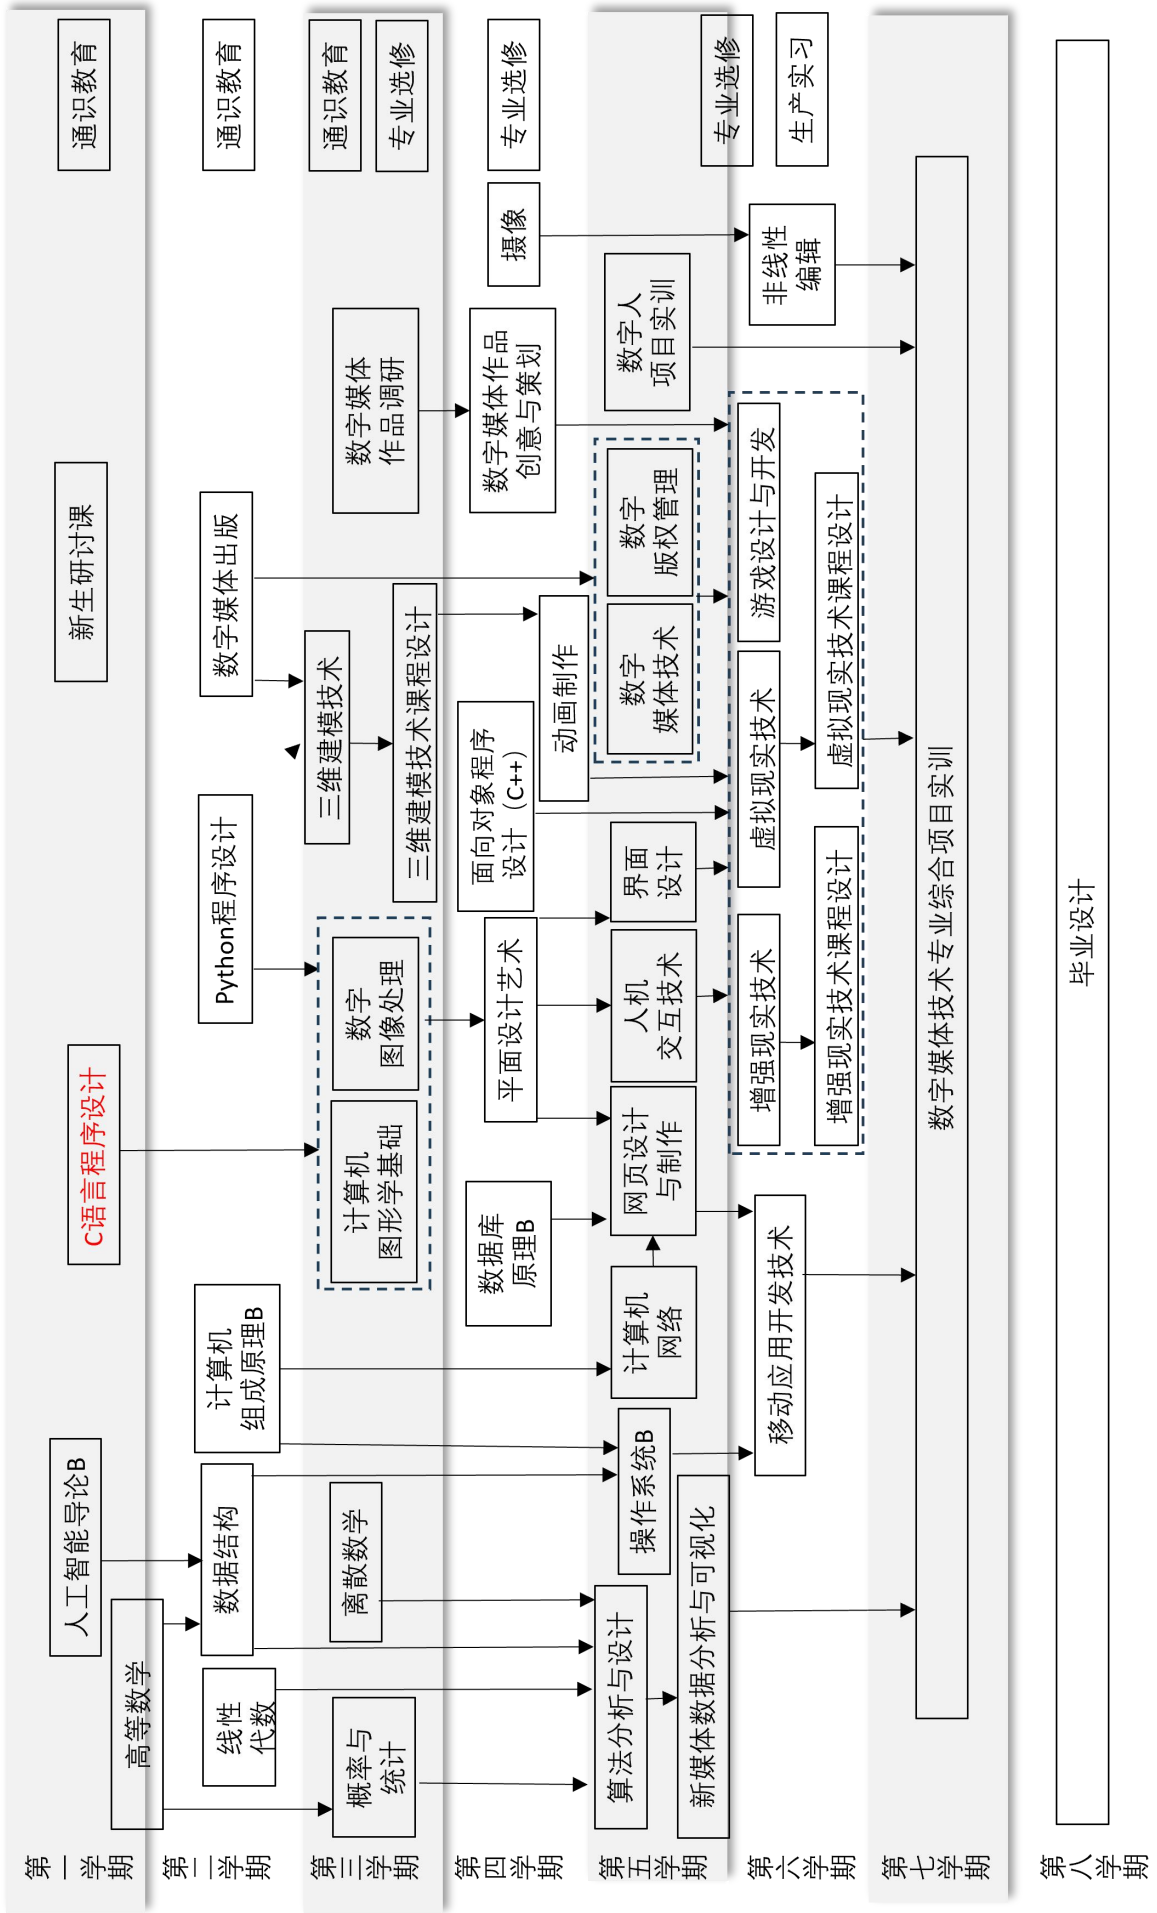 第一学期
高等数学
人工智能导论B
C语言程序设计
新生研讨课
通识教育
第二学期
线性
代数
数据结构
计算机
组成原理B
Python程序设计
数字媒体出版
通识教育
第三学期
概率与
统计
离散数学
计算机
图形学基础
数字
图像处理
三维建模技术
三维建模技术课程设计
数字媒体
作品调研
通识教育
专业选修
第四学期
数据库
原理B
平面设计艺术
面向对象程序
设计（C++）
动画制作
数字媒体作品
创意与策划
摄像
专业选修
第五学期
算法分析与设计
新媒体数据分析与可视化
操作系统B
计算机
网络
网页设计
与制作
人机
交互技术
界面
设计
数字
媒体技术
数字
版权管理
数字人
项目实训
第六学期
移动应用开发技术
增强现实技术
增强现实技术课程设计
虚拟现实技术
虚拟现实技术课程设计
游戏设计与开发
非线性
编辑
专业选修
生产实习
第七学期
数字媒体技术专业综合项目实训
第八学期
毕业设计